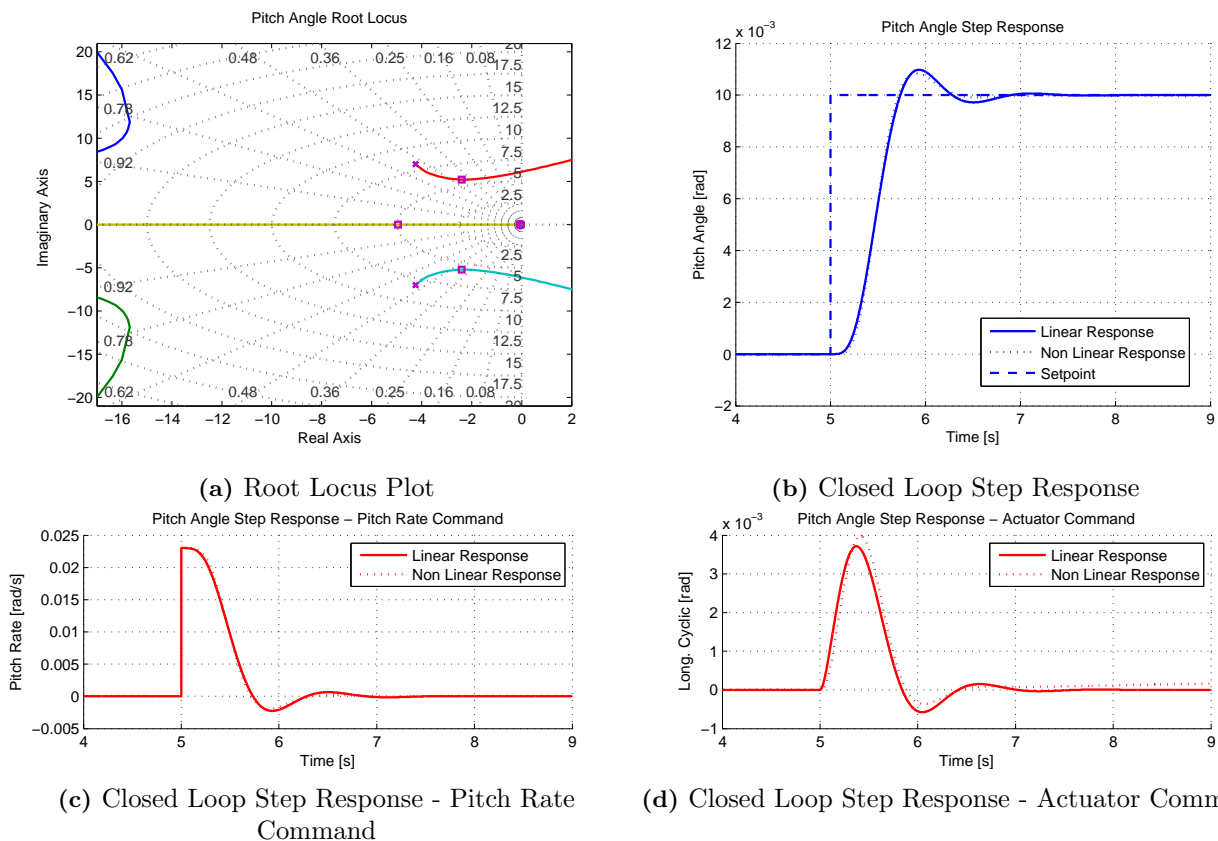 Pitch Angle Root Locus
0.62 0.48 0.36 0.25 0.16 0.08 20
17.5
0.78
12.5
10
0.92
7.5
5
2.5
2.5
5
0.92
7.5
10
0.78
12.5
17.5
0.62 0.48 0.36 0.25 0.16 0.08 20
20
15
10
5
0
−5
−10
−15
−20
Imaginary Axis
−16 −14 −12 −10 −8 −6 −4 −2 0 2
Real Axis
(a) Root Locus Plot
Pitch Angle Step Response
x 10−3
12
10
8
6
4
2
0
−2
Pitch Angle [rad]
Linear Response
Non Linear Response
Setpoint
4 5 6 7 8 9
Time [s]
(b) Closed Loop Step Response
Pitch Angle Step Response − Pitch Rate Command
0.025
0.02
0.015
0.01
0.005
0
−0.005
Pitch Rate [rad/s]
Linear Response
Non Linear Response
4 5 6 7 8 9
Time [s]
(c) Closed Loop Step Response - Pitch Rate
Command
Pitch Angle Step Response − Actuator Command
x 10−3
4
3
2
1
0
−1
Long. Cyclic [rad]
Linear Response
Non Linear Response
4 5 6 7 8 9
Time [s]
(d) Closed Loop Step Response - Actuator Comm